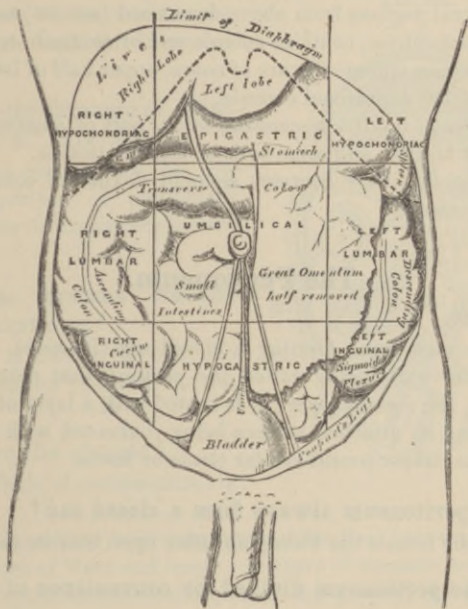 Limit of Diaphragm
Liver
Right Lobe
Left lobe
RIGHT
HYPOCHONDRIAC
EPIGASTRIC
LEFT
HYPOCHONDRIAC
Stomach
Spleen
Transverse
Colon
UMBILICAL
RIGHT
LUMBAR
Ascending
Colon
LEFT
LUMBAR
Descending
Colon
Great Omentum
half removed
Small
Intestines
RIGHT
Caecum
INGUINAL
HYPOGASTRIC
LEFT
INGUINAL
Sigmoid
Flexure
Bladder
Poupart's Ligt